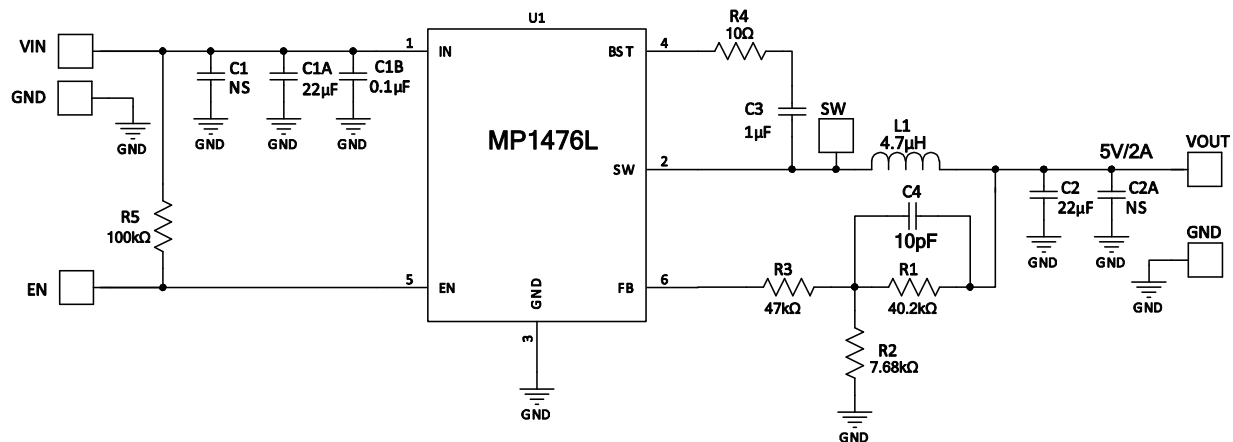 U1
VIN
GND
GND
C1
NS
GND
C1A
22µF
GND
C1B
0.1µF
GND
1
IN
MP1476L
BST
4
R4
10Ω
C3
1µF
SW
SW
2
L1
4.7µH
5V/2A
VOUT
C2
22µF
GND
C2A
NS
GND
GND
GND
C4
10pF
R5
100kΩ
EN
5
EN
GND
3
GND
FB
6
R3
47kΩ
R1
40.2kΩ
R2
7.68kΩ
GND